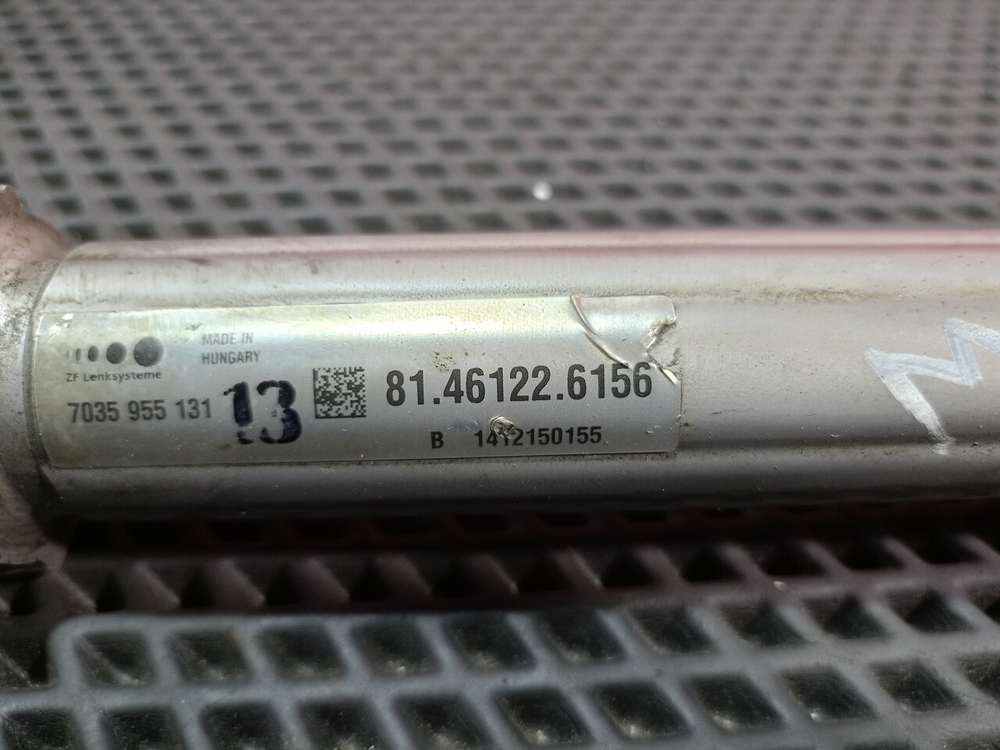 ZF Lenksysteme
MADE IN
HUNGARY
7035 955 131
13
81.46122.6156
B 1412150155